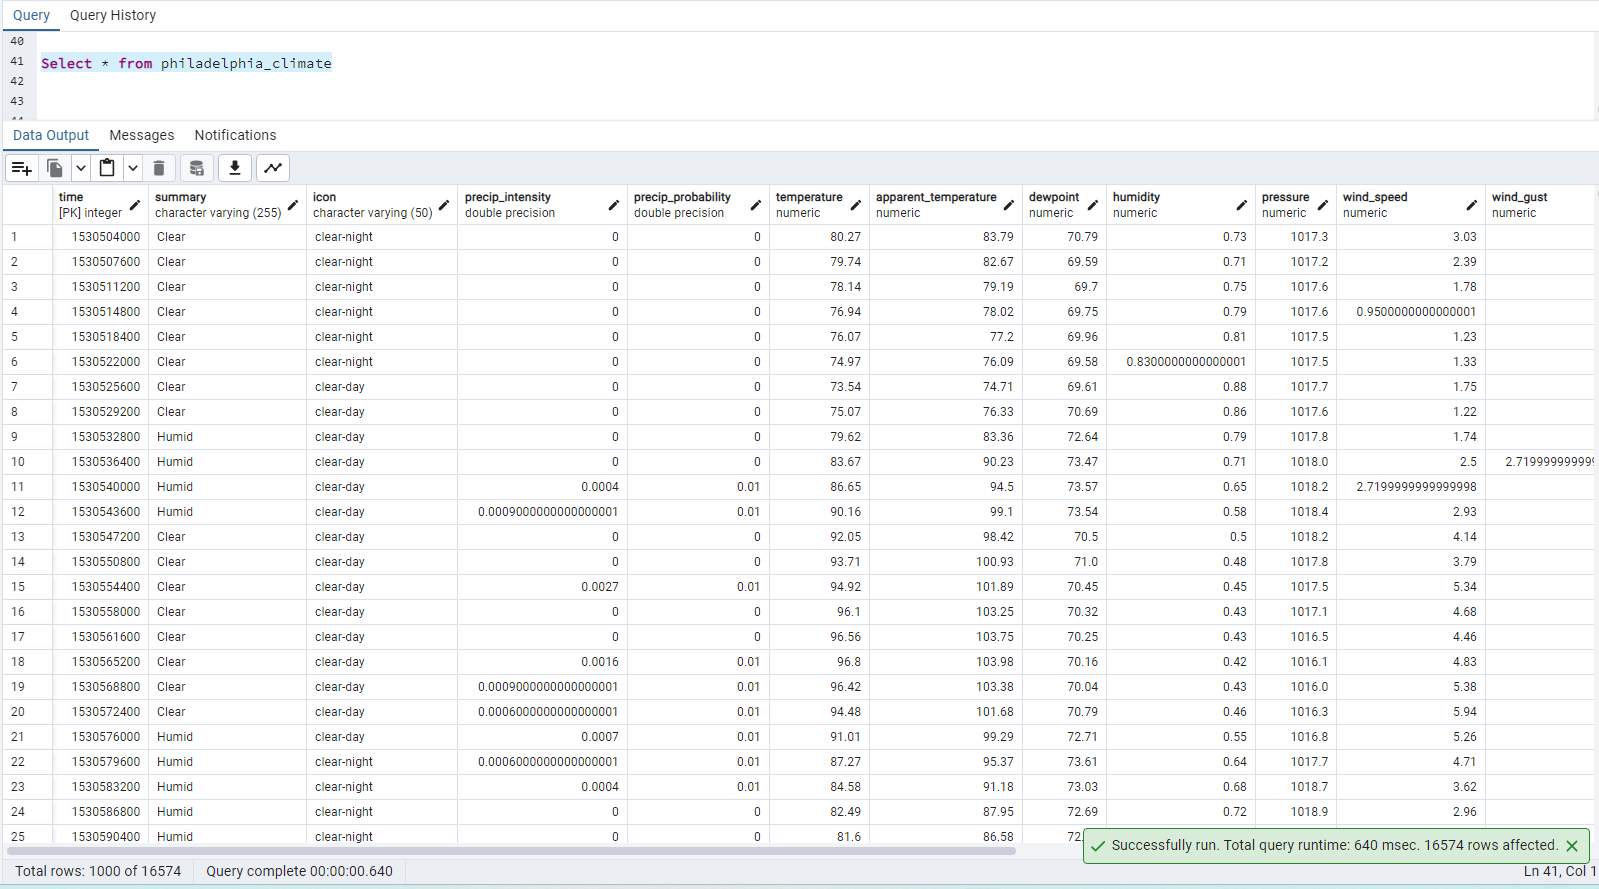 Query Query History
40
41 Select * from philadelphia_climate
42
43
Data Output Messages Notifications
time summary icon precip_intensity precip_probability temperature apparent_temperature dewpoint humidity pressure wind_speed wind_gust
[PK] integer character varying (255) character varying (50) double precision double precision numeric numeric numeric numeric numeric numeric numeric
1 1530504000 Clear clear-night 0 0 80.27 83.79 70.79 0.73 1017.3 3.03
2 1530507600 Clear clear-night 0 0 79.74 82.67 69.59 0.71 1017.2 2.39
3 1530511200 Clear clear-night 0 0 78.14 79.19 69.7 0.75 1017.6 1.78
4 1530514800 Clear clear-night 0 0 76.94 78.02 69.75 0.79 1017.6 0.9500000000000001
5 1530518400 Clear clear-night 0 0 76.07 77.2 69.96 0.81 1017.5 1.23
6 1530522000 Clear clear-night 0 0 74.97 76.09 69.58 0.8300000000000001 1017.5 1.33
7 1530525600 Clear clear-day 0 0 73.54 74.71 69.61 0.88 1017.7 1.75
8 1530529200 Clear clear-day 0 0 75.07 76.33 70.69 0.86 1017.6 1.22
9 1530532800 Humid clear-day 0 0 79.62 83.36 72.64 0.79 1017.8 1.74
10 1530536400 Humid clear-day 0 0 83.67 90.23 73.47 0.71 1018.0 2.5 2.719999999999
11 1530540000 Humid clear-day 0.0004 0.01 86.65 94.5 73.57 0.65 1018.2 2.7199999999999998
12 1530543600 Humid clear-day 0.0009000000000000001 0.01 90.16 99.1 73.54 0.58 1018.4 2.93
13 1530547200 Clear clear-day 0 0 92.05 98.42 70.5 0.5 1018.2 4.14
14 1530550800 Clear clear-day 0 0 93.71 100.93 71.0 0.48 1017.8 3.79
15 1530554400 Clear clear-day 0.0027 0.01 94.92 101.89 70.45 0.45 1017.5 5.34
16 1530558000 Clear clear-day 0 0 96.1 103.25 70.32 0.43 1017.1 4.68
17 1530561600 Clear clear-day 0 0 96.56 103.75 70.25 0.43 1016.5 4.46
18 1530565200 Clear clear-day 0.0016 0.01 96.8 103.98 70.16 0.42 1016.1 4.83
19 1530568800 Clear clear-day 0.0009000000000000001 0.01 96.42 103.38 70.04 0.43 1016.0 5.38
20 1530572400 Clear clear-day 0.0006000000000000001 0.01 94.48 101.68 70.79 0.46 1016.3 5.94
21 1530576000 Humid clear-day 0.0007 0.01 91.01 99.29 72.71 0.55 1016.8 5.26
22 1530579600 Humid clear-night 0.0006000000000000001 0.01 87.27 95.37 73.61 0.64 1017.7 4.71
23 1530583200 Humid clear-night 0.0004 0.01 84.58 91.18 73.03 0.68 1018.7 3.62
24 1530586800 Humid clear-night 0 0 82.49 87.95 72.69 0.72 1018.9 2.96
25 1530590400 Humid clear-night 0 0 81.6 86.58 72
Successfully run. Total query runtime: 640 msec. 16574 rows affected.
Total rows: 1000 of 16574 Query complete 00:00:00.640 Ln 41, Col 1